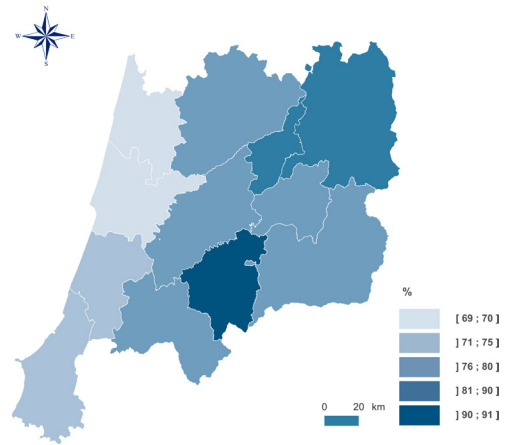 N
W E
S
%
[ 69 ; 70 ]
] 71 ; 75 ]
] 76 ; 80 ]
] 81 ; 90 ]
] 90 ; 91 ]
0 20 km